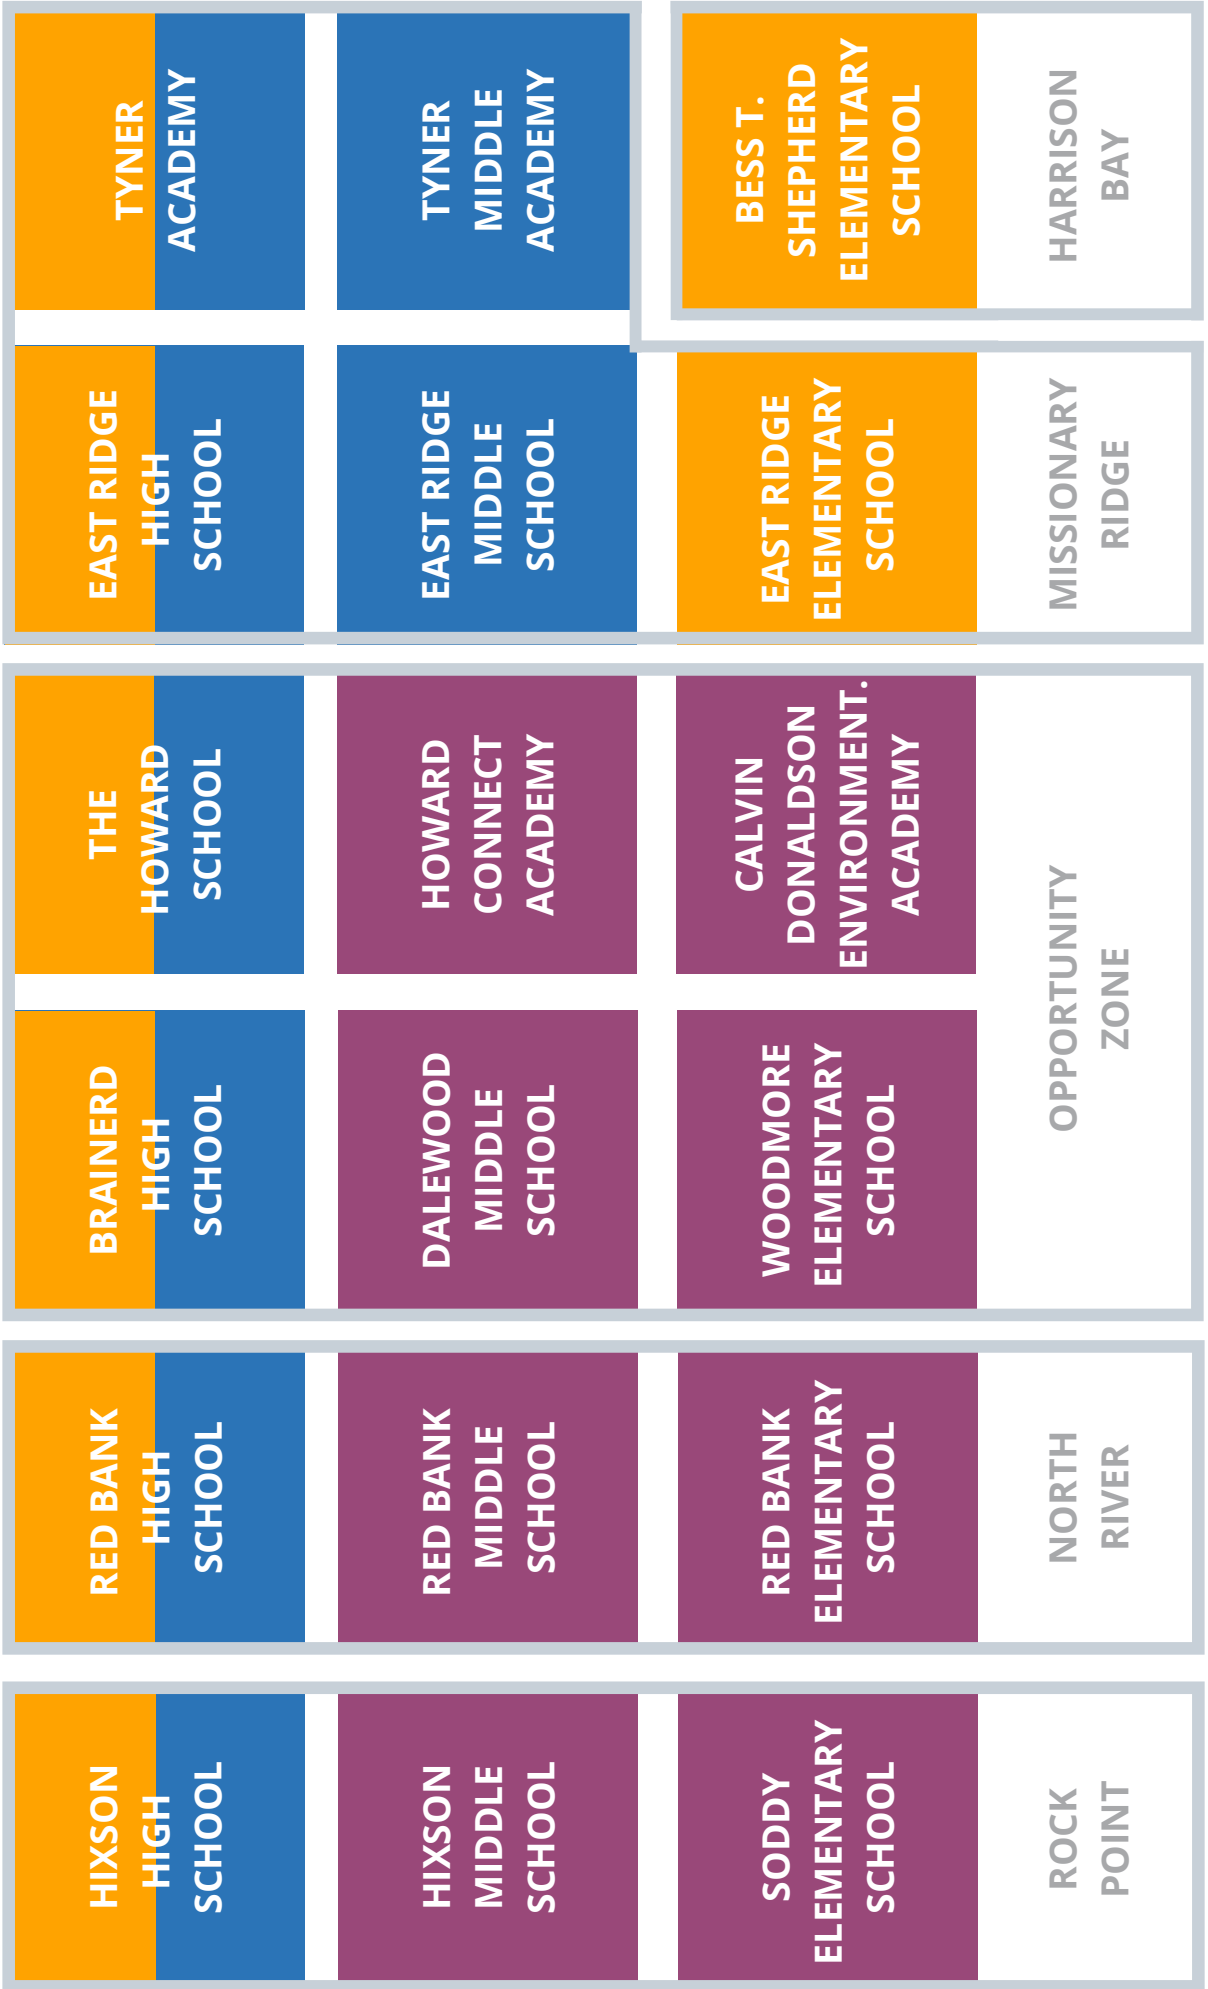 HIXSON
HIGH
SCHOOL
RED BANK
HIGH
SCHOOL
BRAINERD
HIGH
SCHOOL
THE
HOWARD
SCHOOL
EAST RIDGE
HIGH
SCHOOL
TYNER
ACADEMY
HIXSON
MIDDLE
SCHOOL
RED BANK
MIDDLE
SCHOOL
DALEWOOD
MIDDLE
SCHOOL
HOWARD
CONNECT
ACADEMY
EAST RIDGE
MIDDLE
SCHOOL
TYNER
MIDDLE
ACADEMY
SODDY
ELEMENTARY
SCHOOL
RED BANK
ELEMENTARY
SCHOOL
WOODMORE
ELEMENTARY
SCHOOL
CALVIN
DONALDSON
ENVIRONMENT.
ACADEMY
EAST RIDGE
ELEMENTARY
SCHOOL
BESS T.
SHEPHERD
ELEMENTARY
SCHOOL
ROCK
POINT
NORTH
RIVER
OPPORTUNITY
ZONE
MISSIONARY
RIDGE
HARRISON
BAY